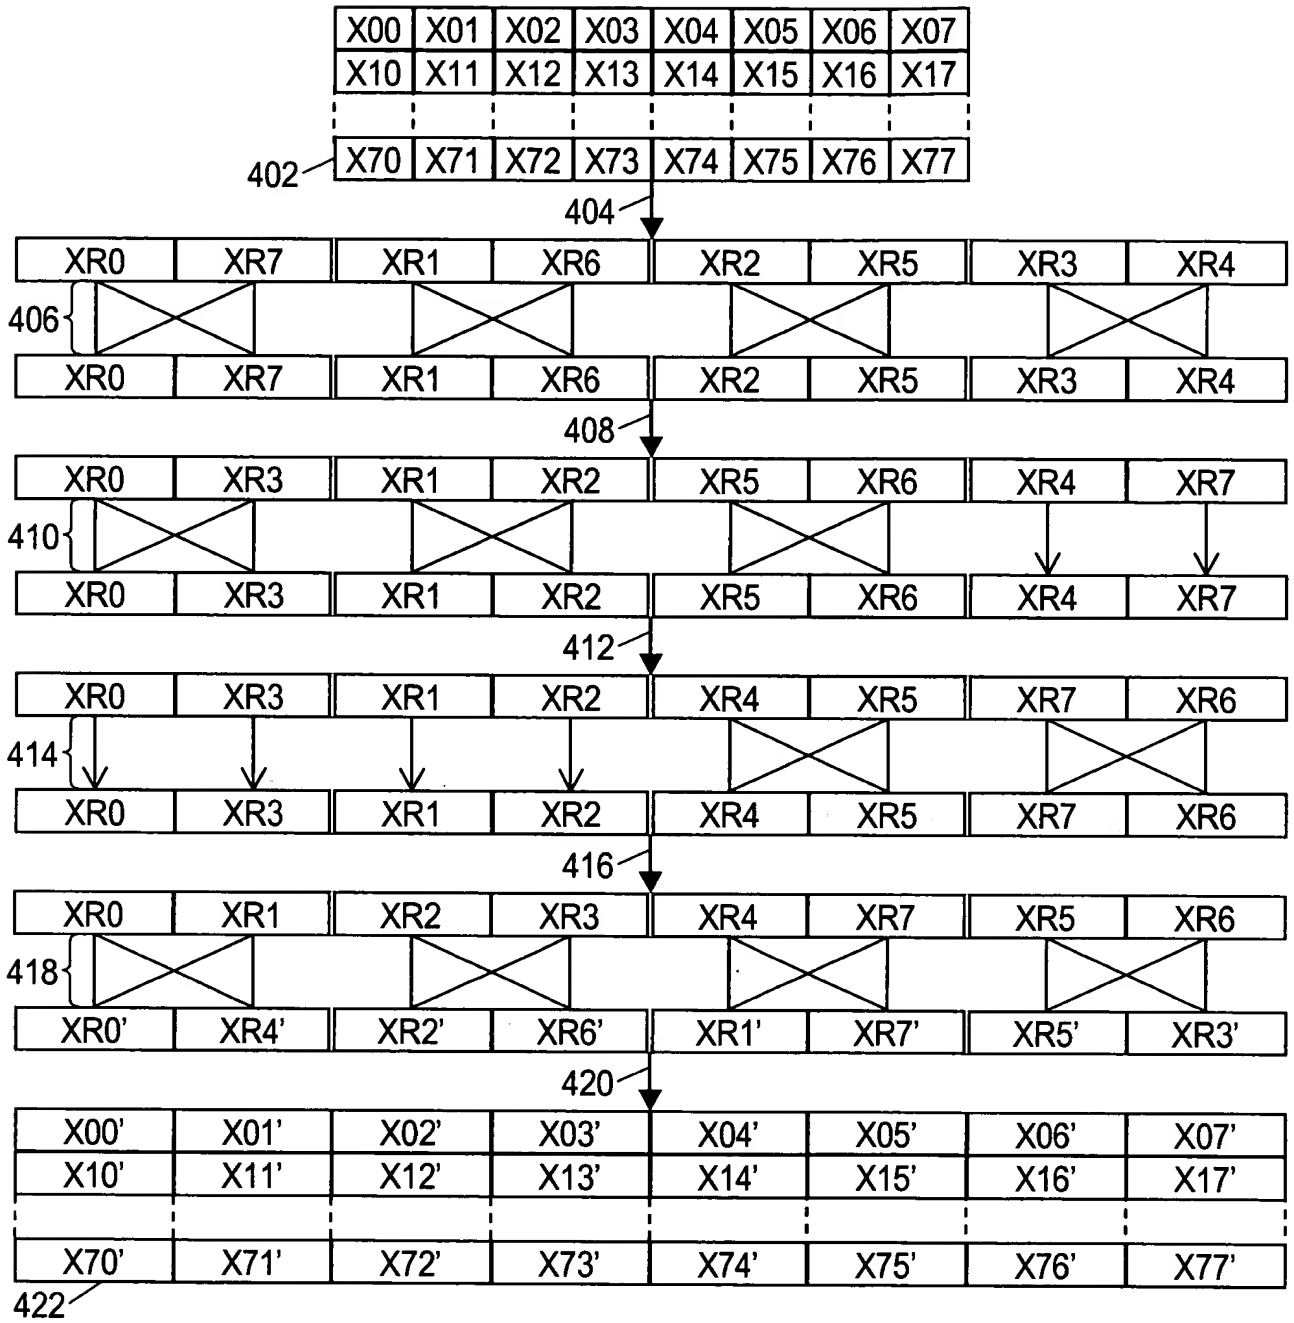 X00 X01 X02 X03 X04 X05 X06 X07
X10 X11 X12 X13 X14 X15 X16 X17
402 X70 X71 X72 X73 X74 X75 X76 X77
404
XR0 XR7 XR1 XR6 XR2 XR5 XR3 XR4
406
XR0 XR7 XR1 XR6 XR2 XR5 XR3 XR4
408
XR0 XR3 XR1 XR2 XR5 XR6 XR4 XR7
410
XR0 XR3 XR1 XR2 XR5 XR6 XR4 XR7
412
XR0 XR3 XR1 XR2 XR4 XR5 XR7 XR6
414
XR0 XR3 XR1 XR2 XR4 XR5 XR7 XR6
416
XR0 XR1 XR2 XR3 XR4 XR7 XR5 XR6
418
XR0' XR4' XR2' XR6' XR1' XR7' XR5' XR3'
420
X00' X01' X02' X03' X04' X05' X06' X07'
X10' X11' X12' X13' X14' X15' X16' X17'
X70' X71' X72' X73' X74' X75' X76' X77'
422